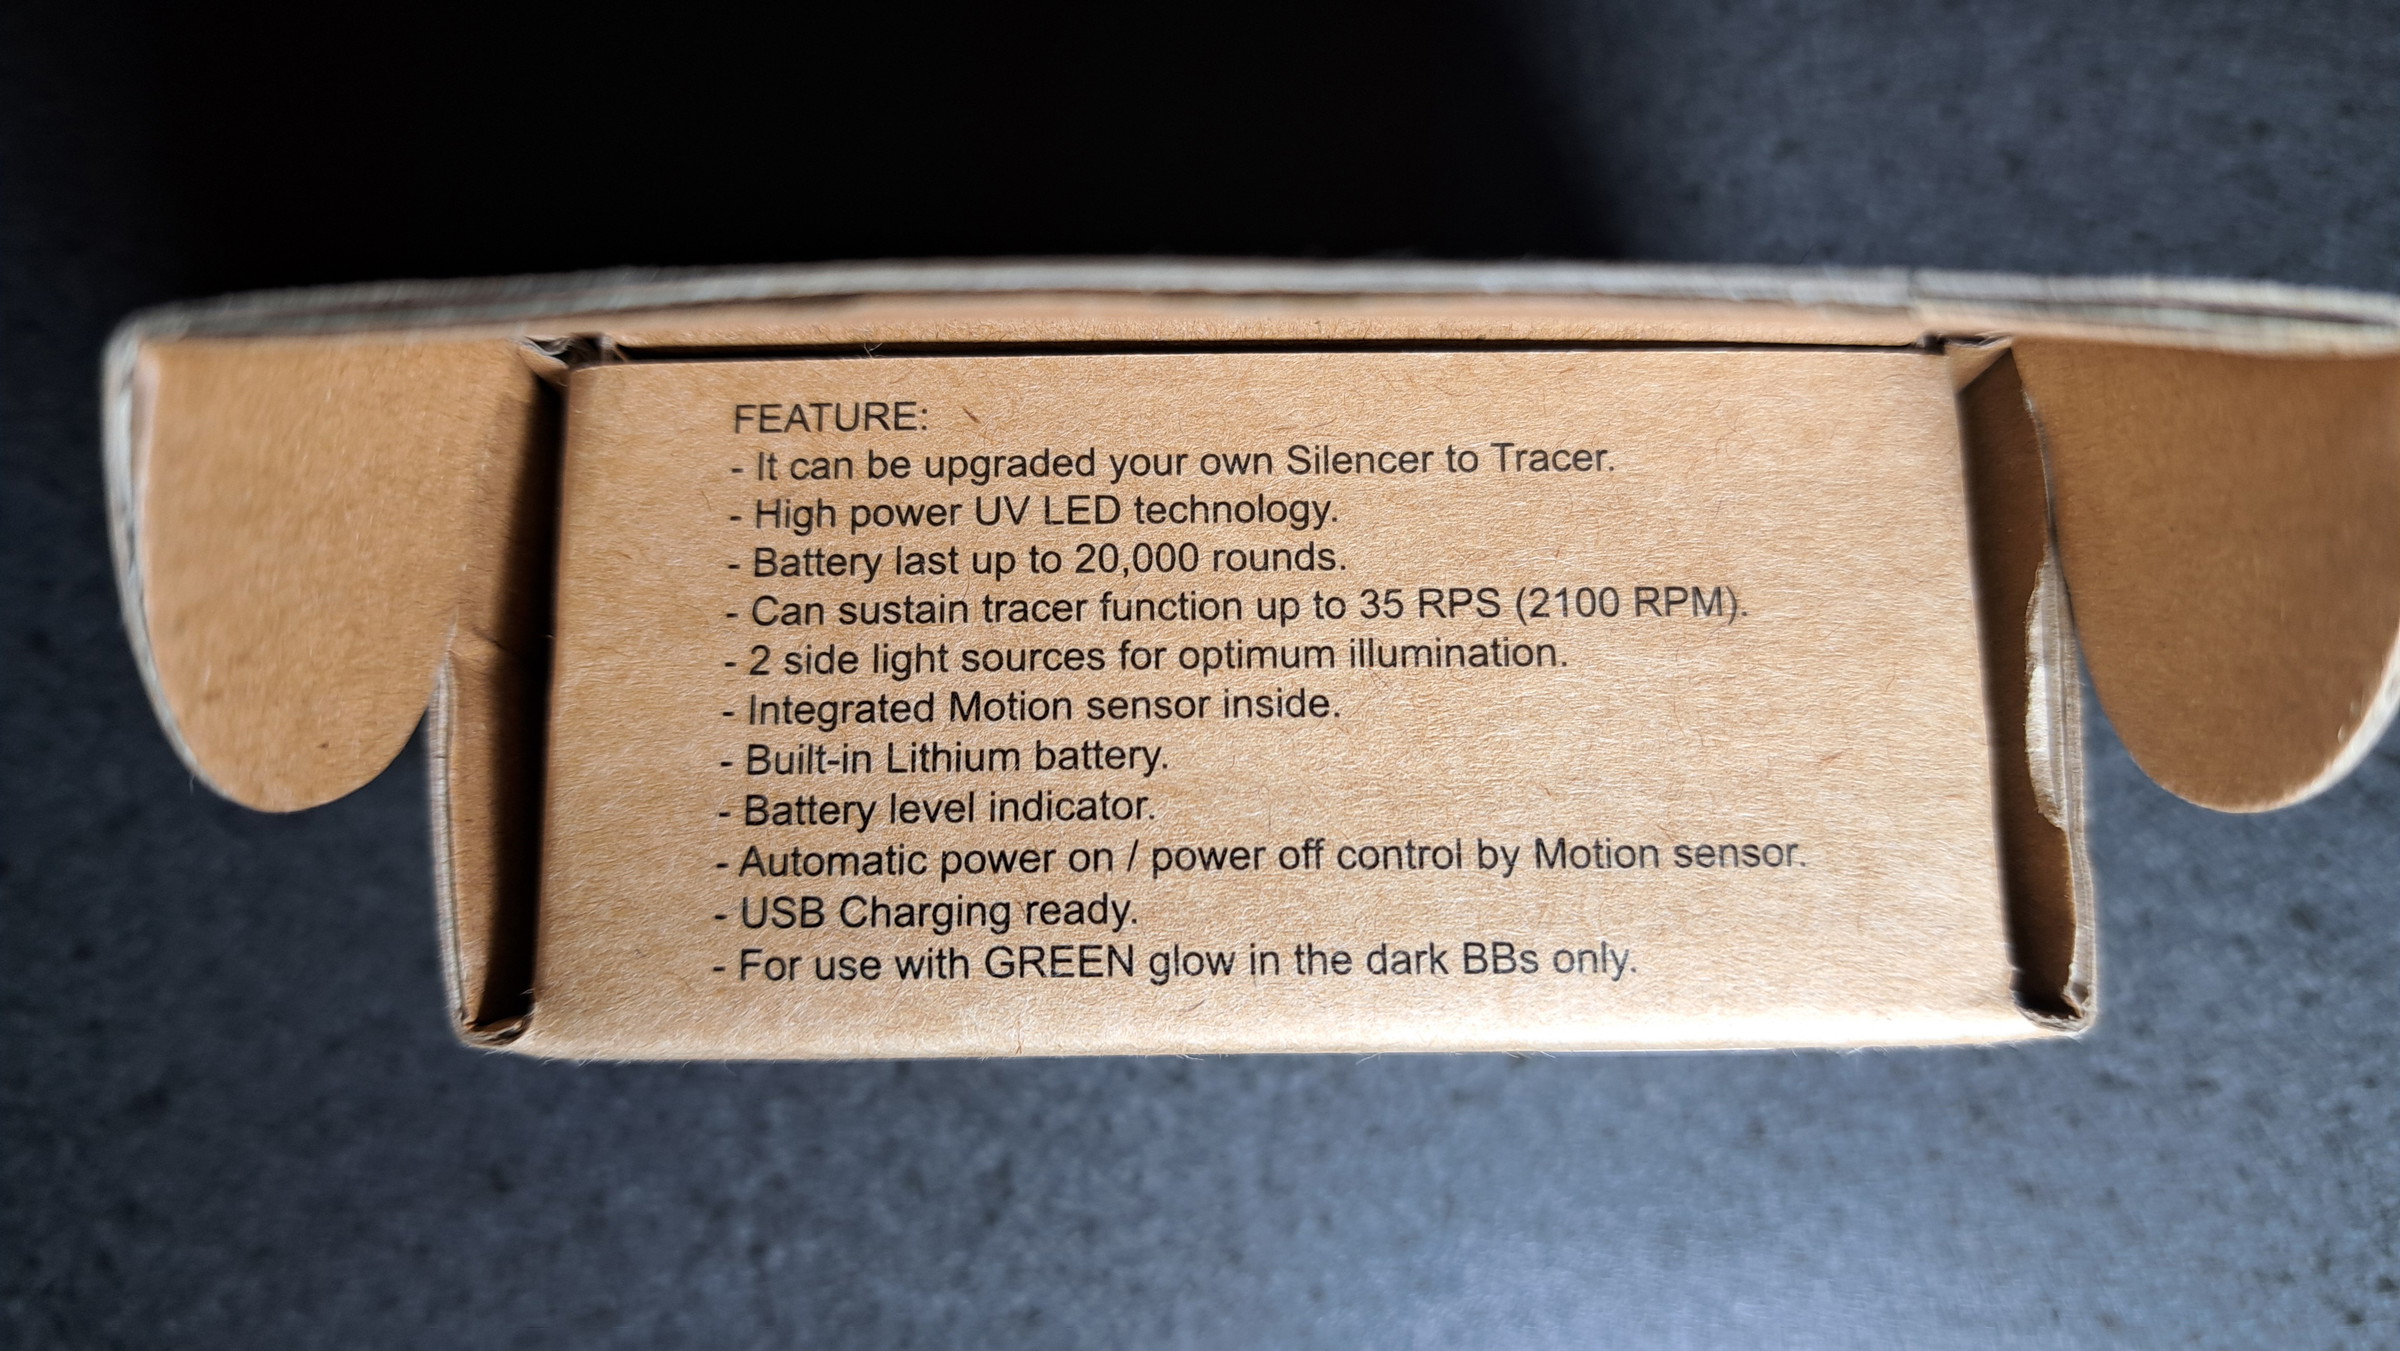 FEATURE:
- It can be upgraded your own Silencer to Tracer.
- High power UV LED technology.
- Battery last up to 20,000 rounds.
- Can sustain tracer function up to 35 RPS (2100 RPM).
- 2 side light sources for optimum illumination.
- Integrated Motion sensor inside.
- Built-in Lithium battery.
- Battery level indicator.
- Automatic power on / power off control by Motion sensor.
- USB Charging ready.
- For use with GREEN glow in the dark BBs only.